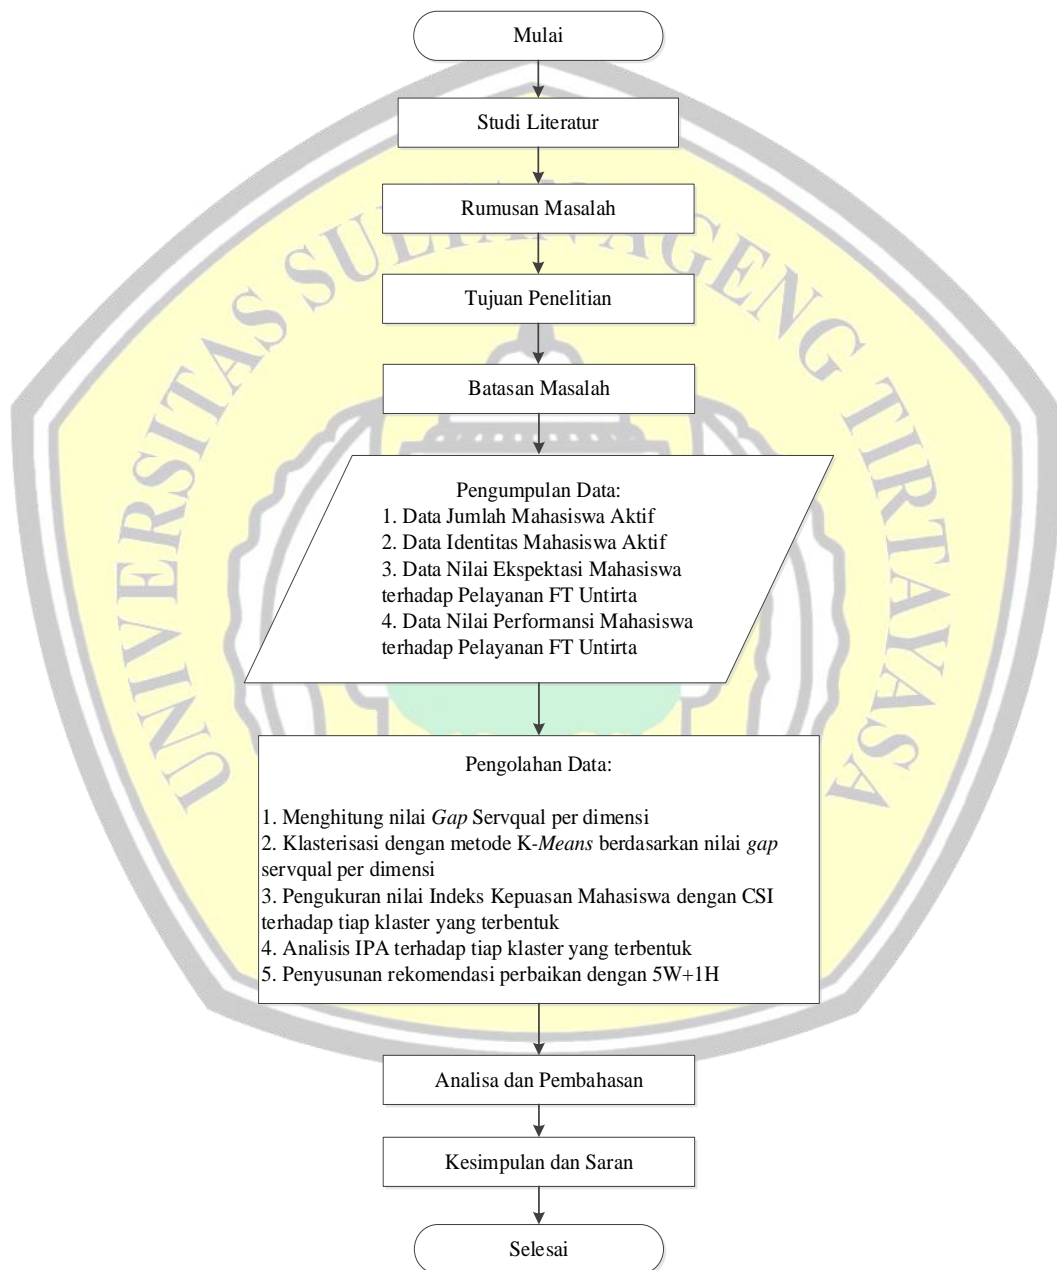 Mulai
Studi Literatur
Rumusan Masalah
Tujuan Penelitian
Batasan Masalah
Pengumpulan Data:
1. Data Jumlah Mahasiswa Aktif
2. Data Identitas Mahasiswa Aktif
3. Data Nilai Ekspektasi Mahasiswa
terhadap Pelayanan FT Untirta
4. Data Nilai Performansi Mahasiswa
terhadap Pelayanan FT Untirta
Pengolahan Data:
1. Menghitung nilai Gap Servqual per dimensi
2. Klasterisasi dengan metode K-Means berdasarkan nilai gap
servqual per dimensi
3. Pengukuran nilai Indeks Kepuasan Mahasiswa dengan CSI
terhadap tiap klaster yang terbentuk
4. Analisis IPA terhadap tiap klaster yang terbentuk
5. Penyusunan rekomendasi perbaikan dengan 5W+1H
Analisa dan Pembahasan
Kesimpulan dan Saran
Selesai
UNIVERSITAS SULTAN AGENG TIRTAYASA